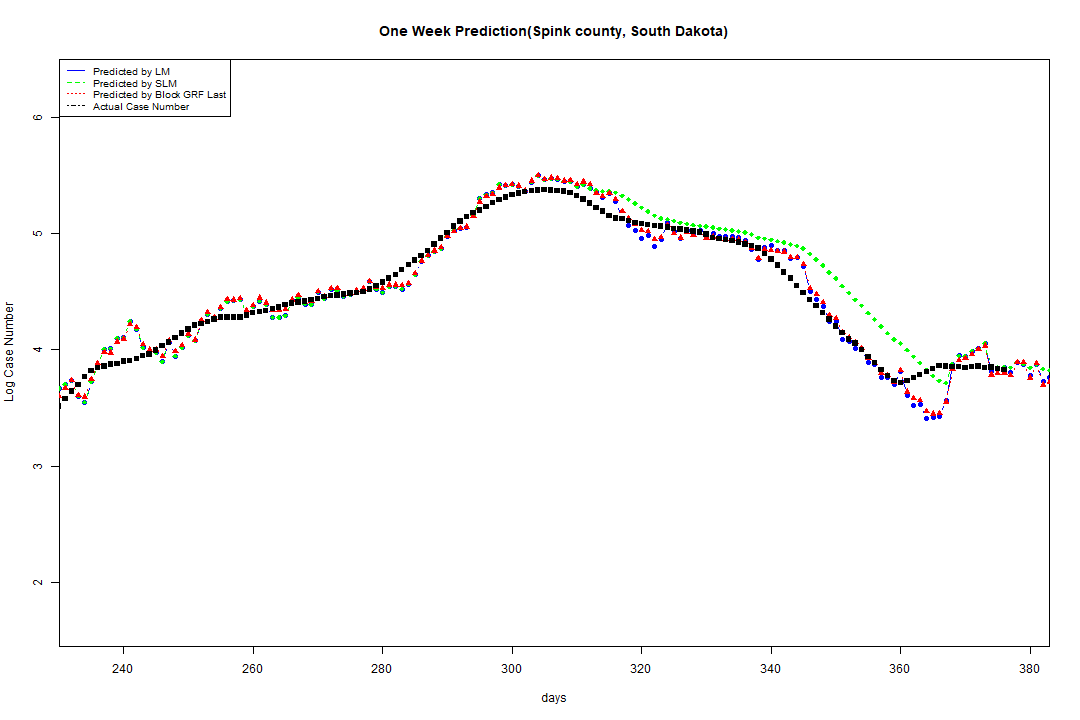 One Week Prediction(Spink county, South Dakota)
Predicted by LM
Predicted by SLM
Predicted by Block GRF Last
Actual Case Number
6
5
4
3
2
Log Case Number
240 260 280 300 320 340 360 380
days